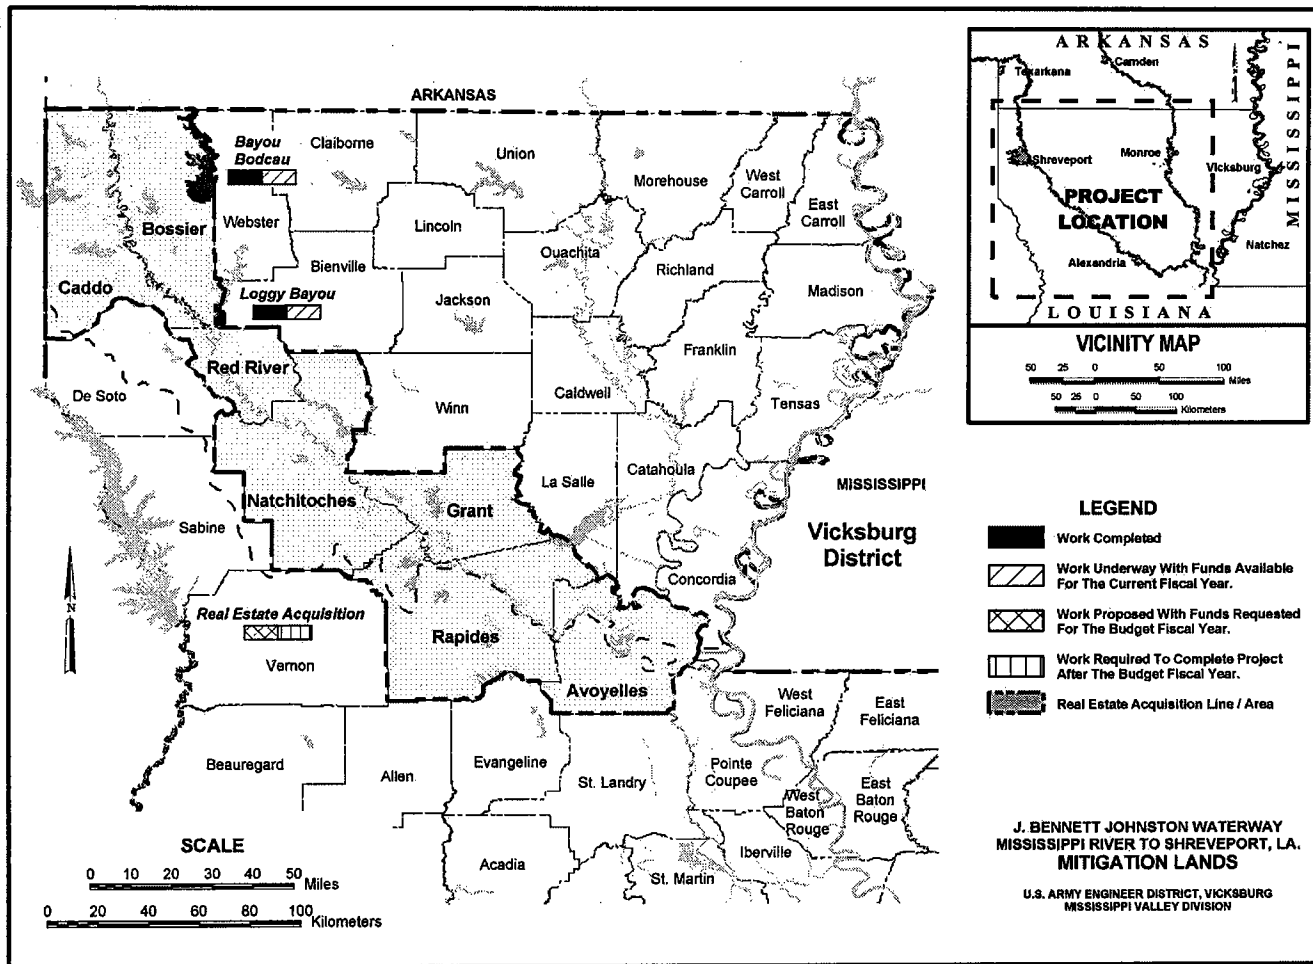 ARKANSAS
Bayou
Bodcau
Claiborne
Union
Morehouse
West
Carroll
East
Carroll
Bossier
Webster
Lincoln
Ouachita
Bienville
Richland
Caddo
Loggy Bayou
Jackson
Madison
Red River
Franklin
De Soto
Winn
Caldwell
Tensas
Natchitoches
Grant
La Salle
Catahoula
MISSISSIPPI
Vicksburg
District
Sabine
Concordia
N
Real Estate Acquisition
Vernon
Rapides
Avoyelles
West
Feliciana
East
Feliciana
Beauregard
Allen
Evangeline
St. Landry
Pointe
Coupee
West
Baton
Rouge
East
Baton
Rouge
Acadia
St. Martin
Iberville
SCALE
0 10 20 30 40 50 Miles
0 20 40 60 80 100 Kilometers
ARKANSAS
Texarkana
Camden
Shreveport
Monroe
Vicksburg
PROJECT
LOCATION
Natchez
Alexandria
LOUISIANA
MISSISSIPPI
VICINITY MAP
50 25 0 50 100
Miles
50 25 0 50 100
Kilometers
LEGEND
Work Completed
Work Underway With Funds Available
For The Current Fiscal Year.
Work Proposed With Funds Requested
For The Budget Fiscal Year.
Work Required To Complete Project
After The Budget Fiscal Year.
Real Estate Acquisition Line / Area
J. BENNETT JOHNSTON WATERWAY
MISSISSIPPI RIVER TO SHREVEPORT, LA.
MITIGATION LANDS
U.S. ARMY ENGINEER DISTRICT, VICKSBURG
MISSISSIPPI VALLEY DIVISION